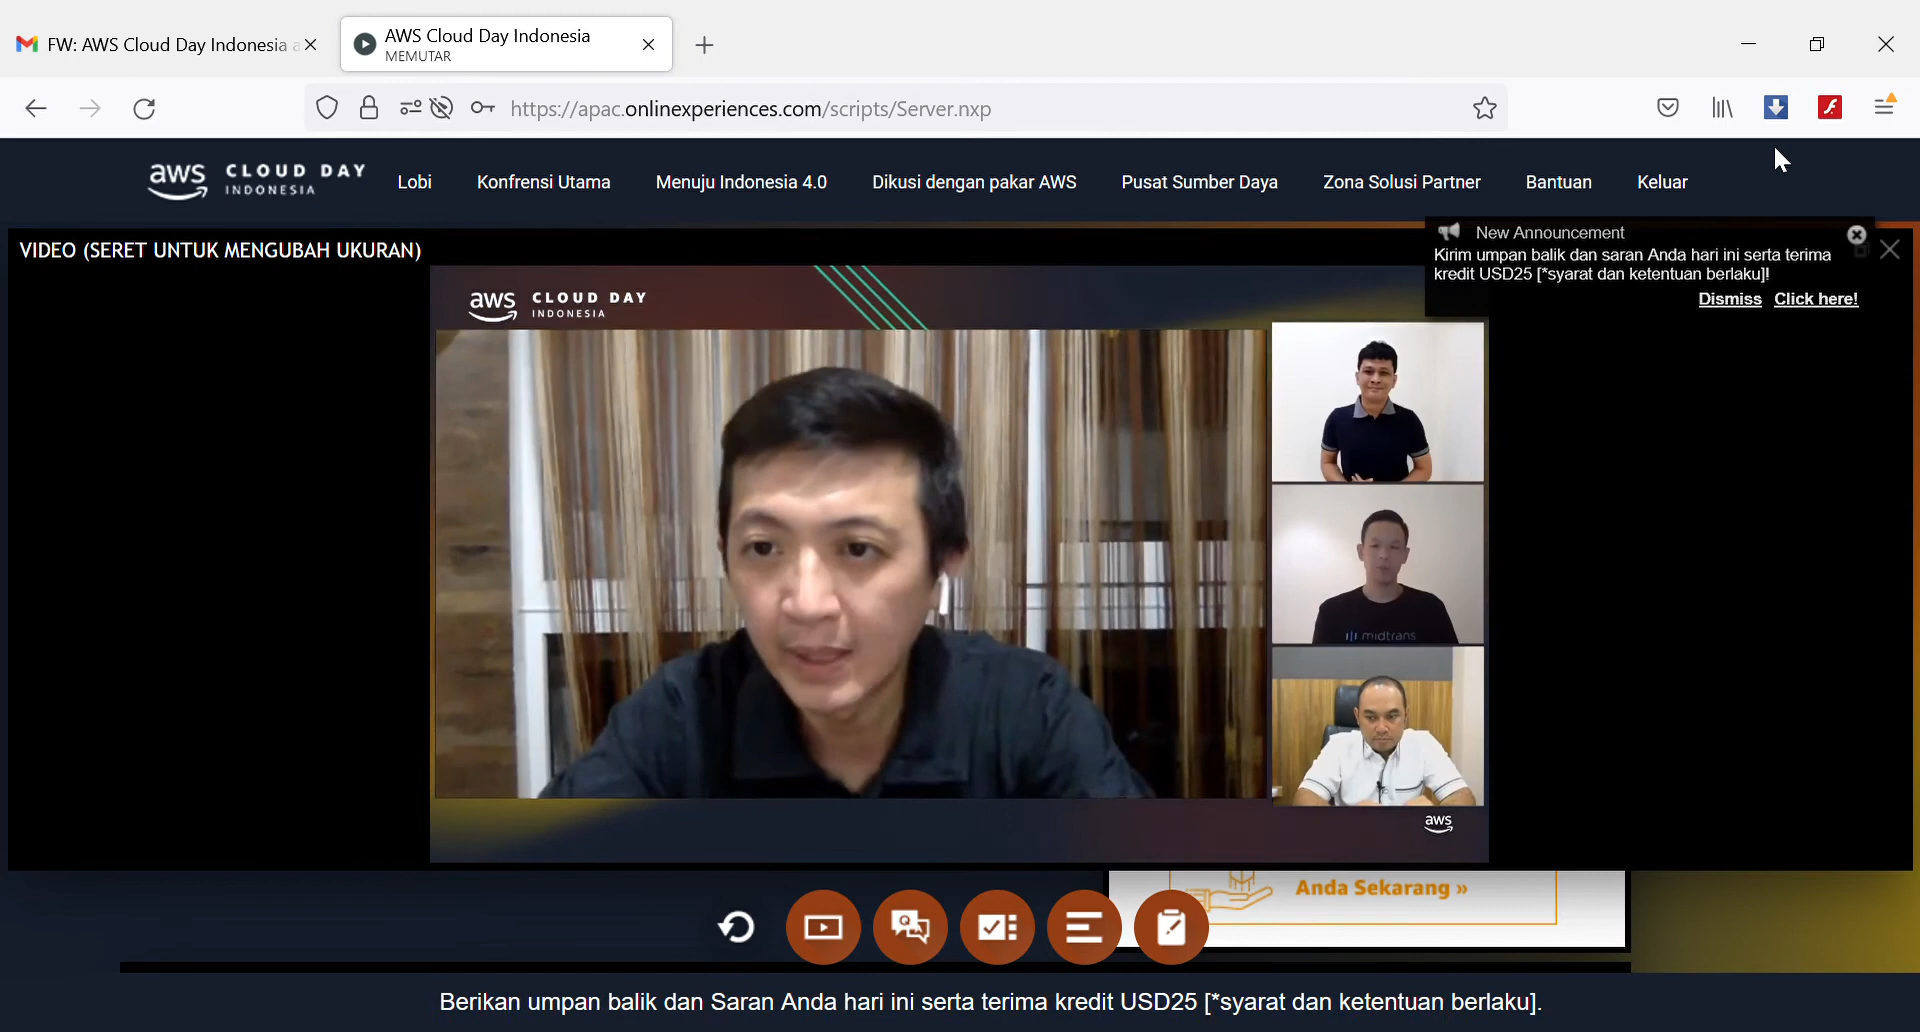 FW: AWS Cloud Day Indonesia a
AWS Cloud Day Indonesia
MEMUTAR
https://apac.onlinexperiences.com/scripts/Server.nxp
aws CLOUD DAY INDONESIA
Lobi
Konfrensi Utama
Menuju Indonesia 4.0
Dikusi dengan pakar AWS
Pusat Sumber Daya
Zona Solusi Partner
Bantuan
Keluar
VIDEO (SERET UNTUK MENGUBAH UKURAN)
New Announcement
Kirim umpan balik dan saran Anda hari ini serta terima
kredit USD25 [*syarat dan ketentuan berlaku]!
Dismiss Click here!
aws CLOUD DAY
INDONESIA
midtrans
aws
Anda Sekarang »
Q A
Berikan umpan balik dan Saran Anda hari ini serta terima kredit USD25 [*syarat dan ketentuan berlaku].